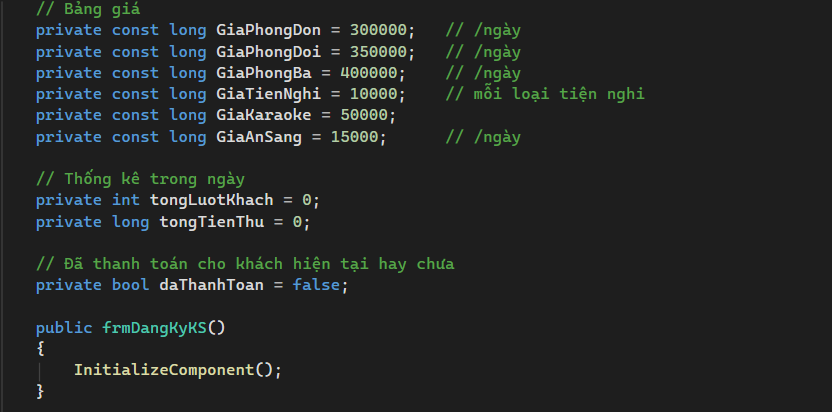 // Bảng giá
private const long GiaPhongDon = 300000;   // /ngày
private const long GiaPhongDoi = 350000;   // /ngày
private const long GiaPhongBa = 400000;    // /ngày
private const long GiaTienNghi = 10000;    // mỗi loại tiện nghi
private const long GiaKaraoke = 50000;
private const long GiaAnSang = 15000;      // /ngày

// Thống kê trong ngày
private int tongLuotKhach = 0;
private long tongTienThu = 0;

// Đã thanh toán cho khách hiện tại hay chưa
private bool daThanhToan = false;

public frmDangKyKS()
{
    InitializeComponent();
}